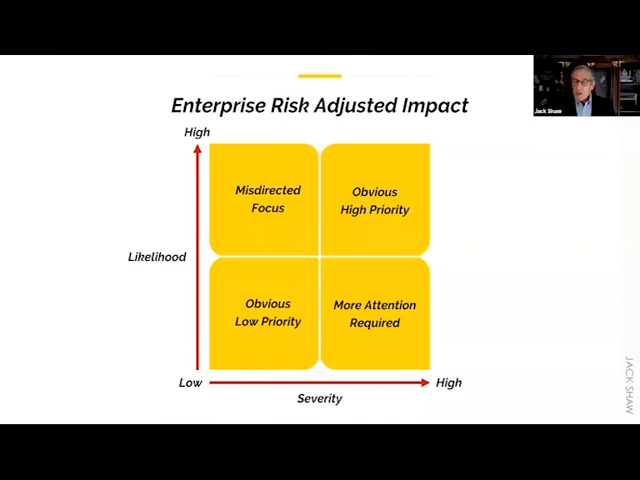 Jack Shaw
Enterprise Risk Adjusted Impact
High
Misdirected
Focus
Obvious
High Priority
Likelihood
Obvious
Low Priority
More Attention
Required
Low
High
Severity
JACK SHAW